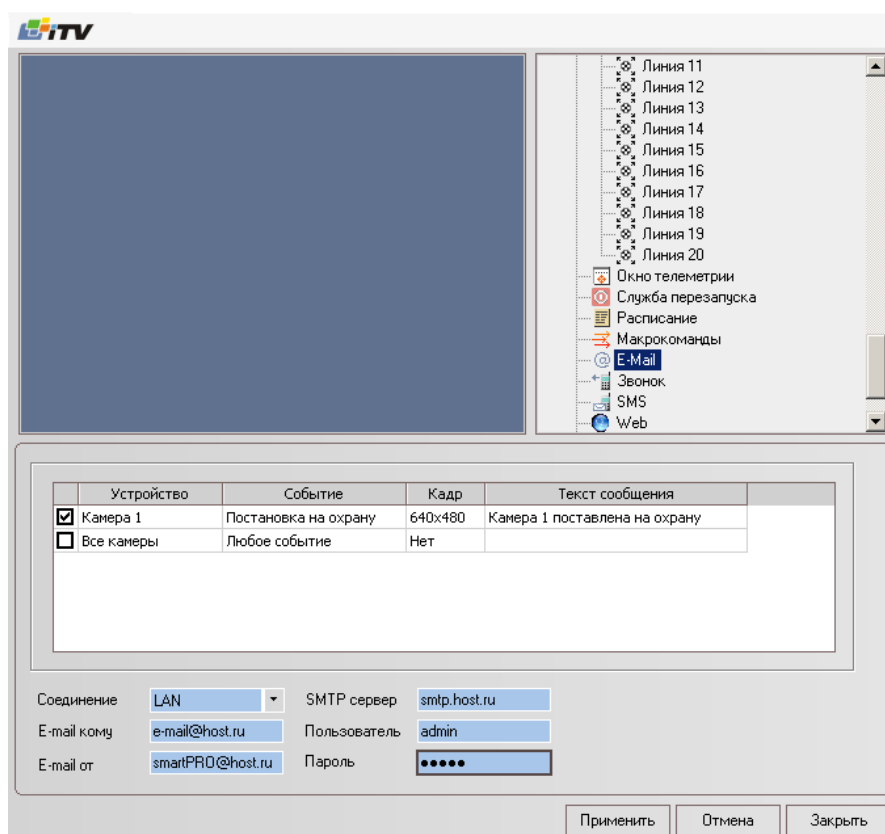 iTV
Линия 11
Линия 12
Линия 13
Линия 14
Линия 15
Линия 16
Линия 17
Линия 18
Линия 19
Линия 20
Окно телеметрии
Служба перезапуска
Расписание
Макрокоманды
E-Mail
Звонок
SMS
Web
Устройство Событие Кадр Текст сообщения
Камера 1 Постановка на охрану 640x480 Камера 1 поставлена на охрану
Все камеры Любое событие Нет
Соединение LAN SMTP сервер smtp.host.ru
E-mail кому e-mail@host.ru Пользователь admin
E-mail от smartPRO@host.ru Пароль •••••
Применить Отмена Закрыть